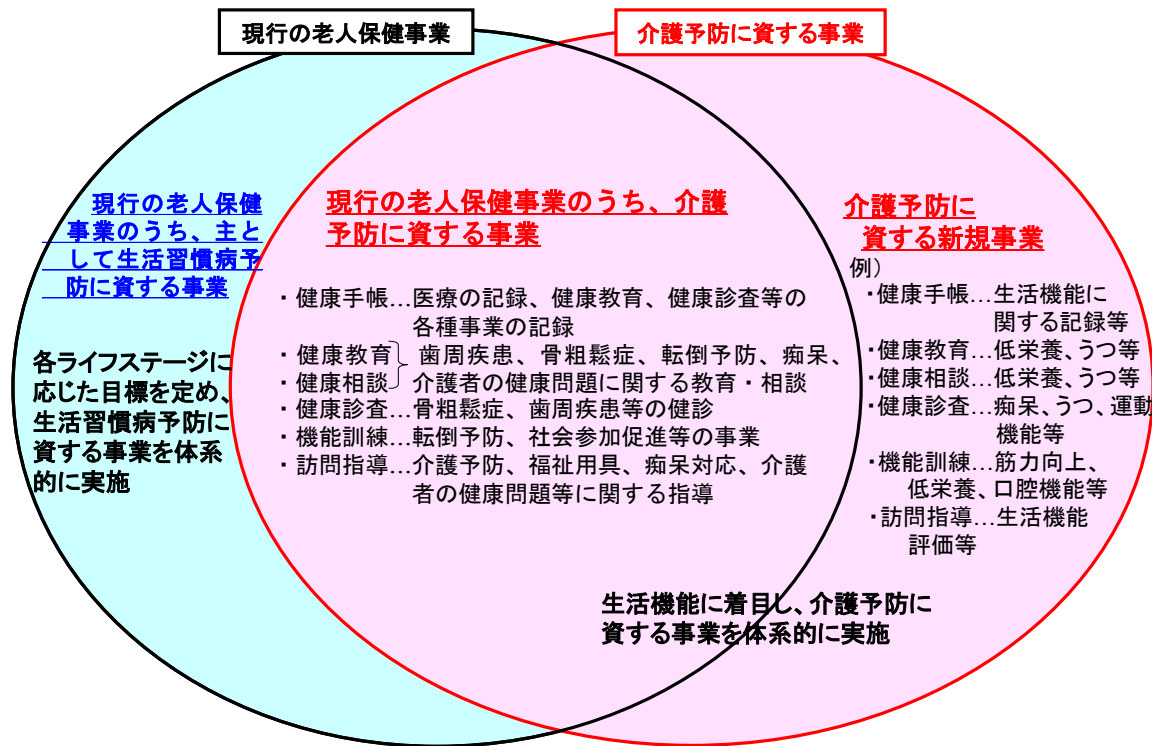 現行の老人保健事業
介護予防に資する事業
現行の老人保健
事業のうち、主と
して生活習慣病予
防に資する事業
各ライフステージに
応じた目標を定め、
生活習慣病予防に
資する事業を体系
的に実施
現行の老人保健事業のうち、介護
予防に資する事業
・健康手帳…医療の記録、健康教育、健康診査等の
各種事業の記録
・健康教育 歯周疾患、骨粗鬆症、転倒予防、痴呆、
・健康相談 介護者の健康問題に関する教育・相談
・健康診査…骨粗鬆症、歯周疾患等の健診
・機能訓練…転倒予防、社会参加促進等の事業
・訪問指導…介護予防、福祉用具、痴呆対応、介護
者の健康問題等に関する指導
介護予防に
資する新規事業
例）
・健康手帳…生活機能に
関する記録等
・健康教育…低栄養、うつ等
・健康相談…低栄養、うつ等
・健康診査…痴呆、うつ、運動
機能等
・機能訓練…筋力向上、
低栄養、口腔機能等
・訪問指導…生活機能
評価等
生活機能に着目し、介護予防に
資する事業を体系的に実施